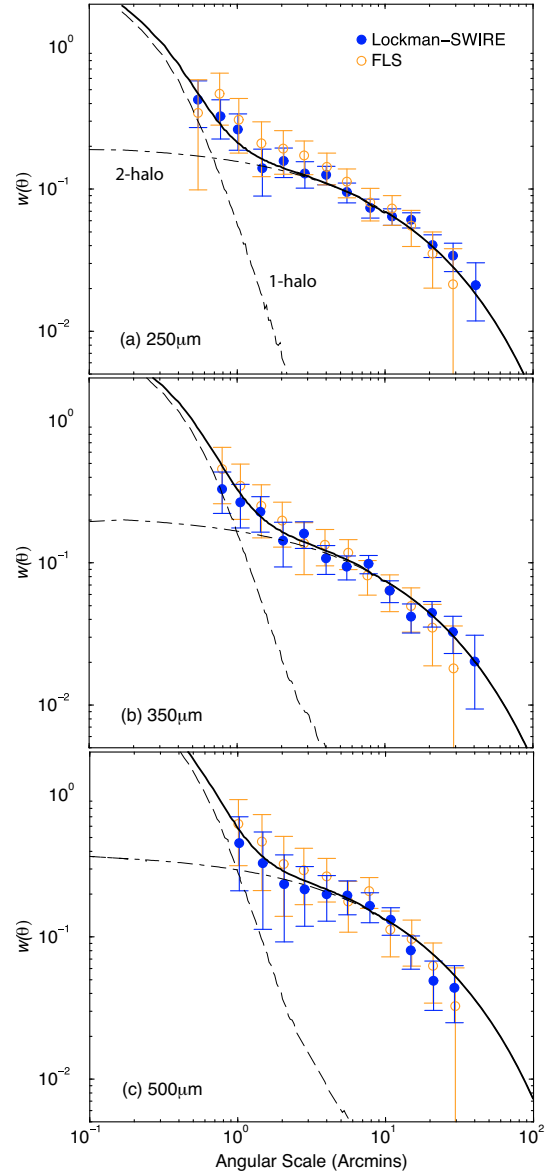 Lockman-SWIRE
FLS
10⁰
10⁻¹
10⁻²
w(θ)
2-halo
1-halo
(a) 250μm
10⁰
10⁻¹
10⁻²
w(θ)
(b) 350μm
10⁰
10⁻¹
10⁻²
w(θ)
(c) 500μm
10⁻¹ 10⁰ 10¹ 10²
Angular Scale (Arcmins)